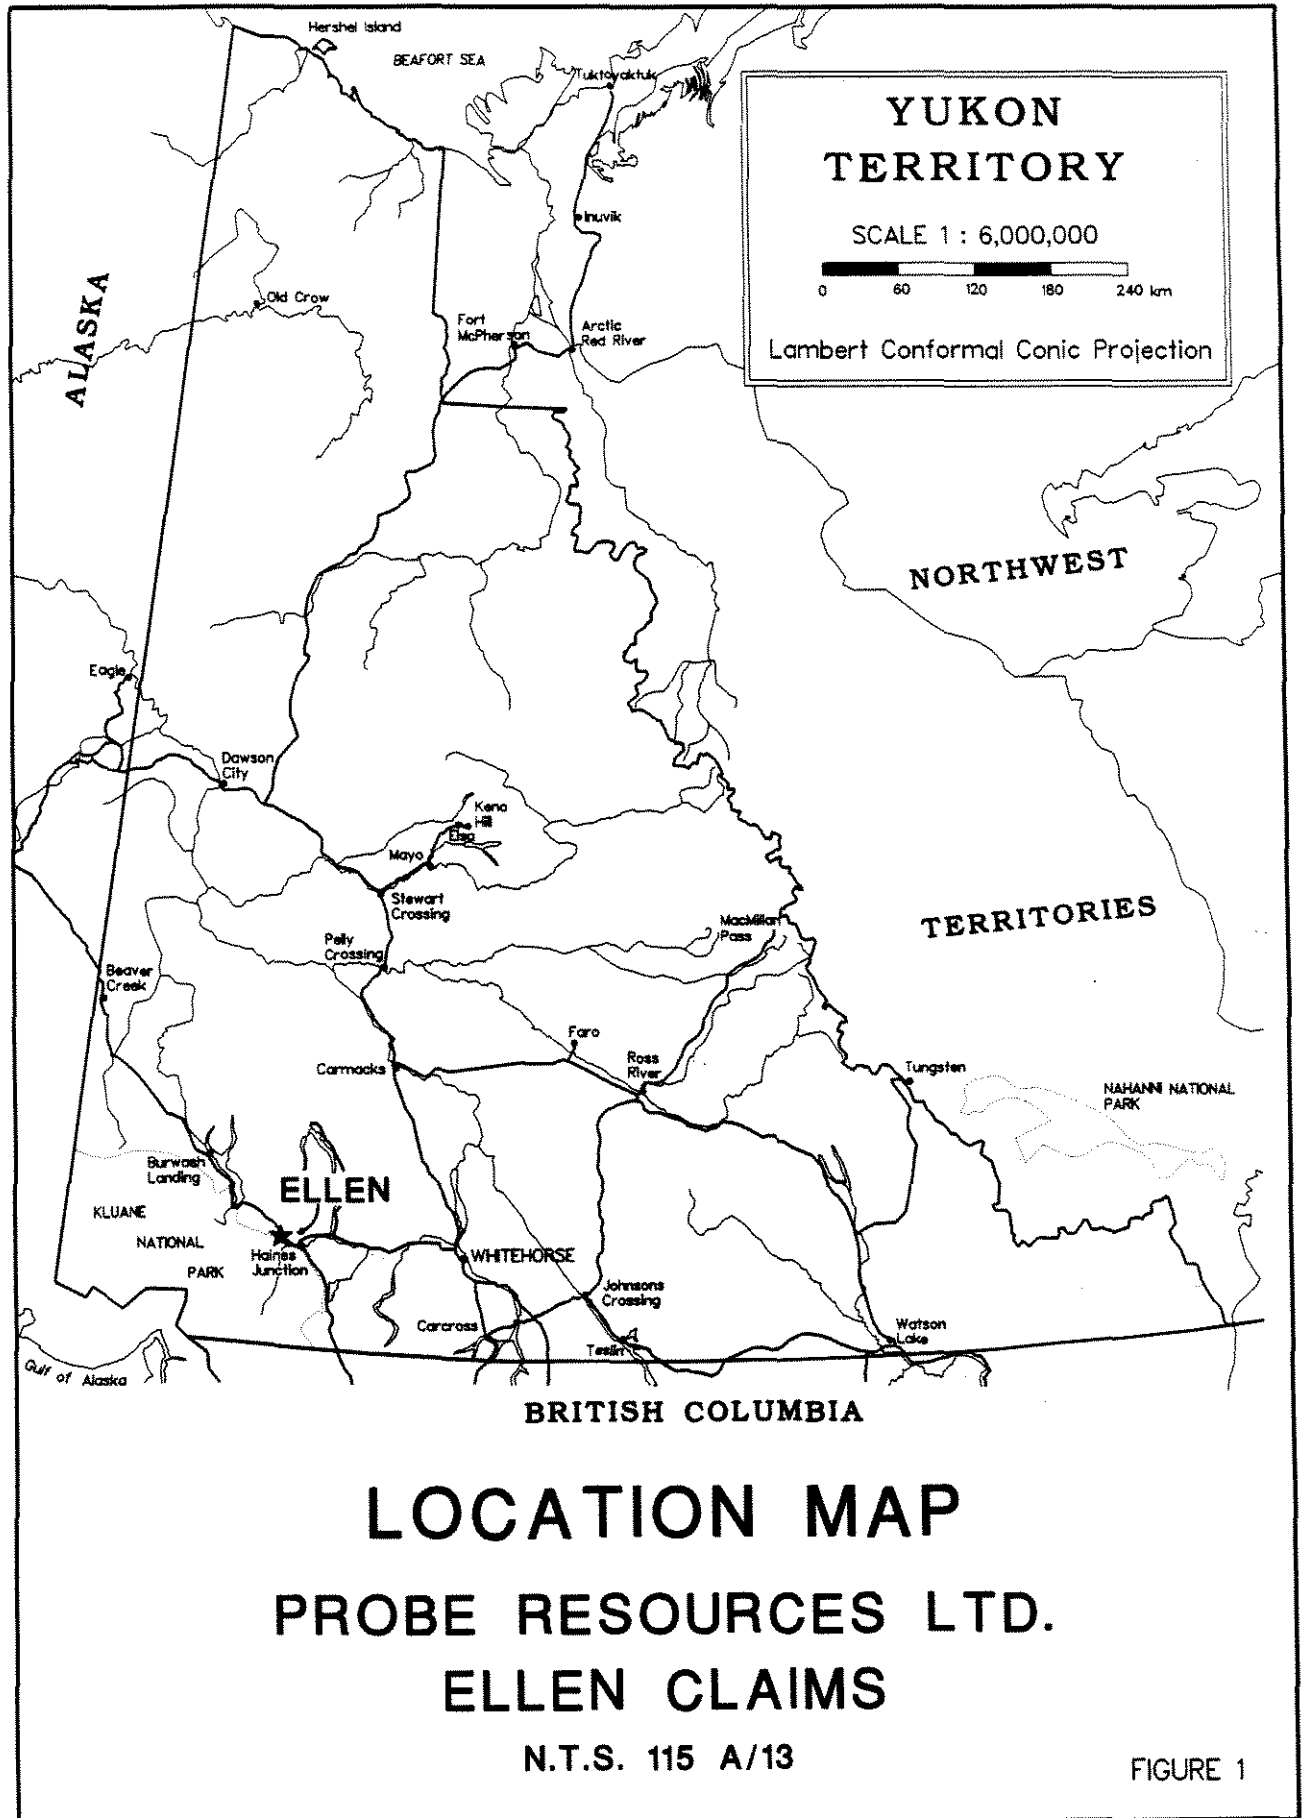 Hershel Island
BEAFORT SEA
Tuktoyaktuk
YUKON
TERRITORY
SCALE 1 : 6,000,000
0 60 120 180 240 km
Lambert Conformal Conic Projection
Inuvik
ALASKA
Old Crow
Fort
McPherson
Arctic
Red River
NORTHWEST
TERRITORIES
Eagle
Dawson
City
Keno
Hill
Elsa
Mayo
Stewart
Crossing
MacMillan
Pass
Pelly
Crossing
Beaver
Creek
Faro
Ross
River
Carmacks
Tungsten
NAHANNI NATIONAL
PARK
Burwash
Landing
ELLEN
KLUANE
NATIONAL
PARK
Haines
Junction
WHITEHORSE
Johnsons
Crossing
Carcross
Teslin
Watson
Lake
Gulf of Alaska
BRITISH COLUMBIA
LOCATION MAP
PROBE RESOURCES LTD.
ELLEN CLAIMS
N.T.S. 115 A/13
FIGURE 1